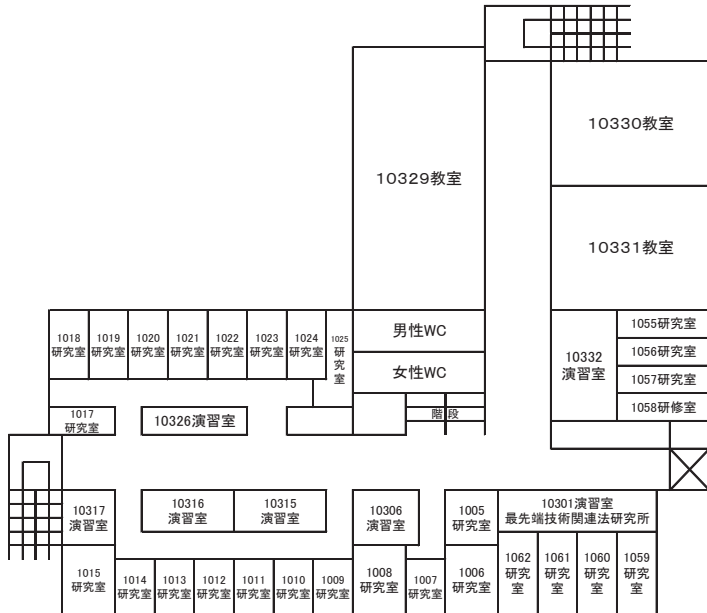 10330教室
10329教室
10331教室
1018
研究室
1019
研究室
1020
研究室
1021
研究室
1022
研究室
1023
研究室
1024
研究室
1025
研
究
室
男性WC
女性WC
10332
演習室
1055研究室
1056研究室
1057研究室
1058研修室
1017
研究室
10326演習室
階段
10317
演習室
10316
演習室
10315
演習室
10306
演習室
1005
研究室
10301演習室
最先端技術関連法研究所
1015
研究室
1014
研究室
1013
研究室
1012
研究室
1011
研究室
1010
研究室
1009
研究室
1008
研究室
1007
研究室
1006
研究室
1062
研究
室
1061
研究
室
1060
研究
室
1059
研究
室